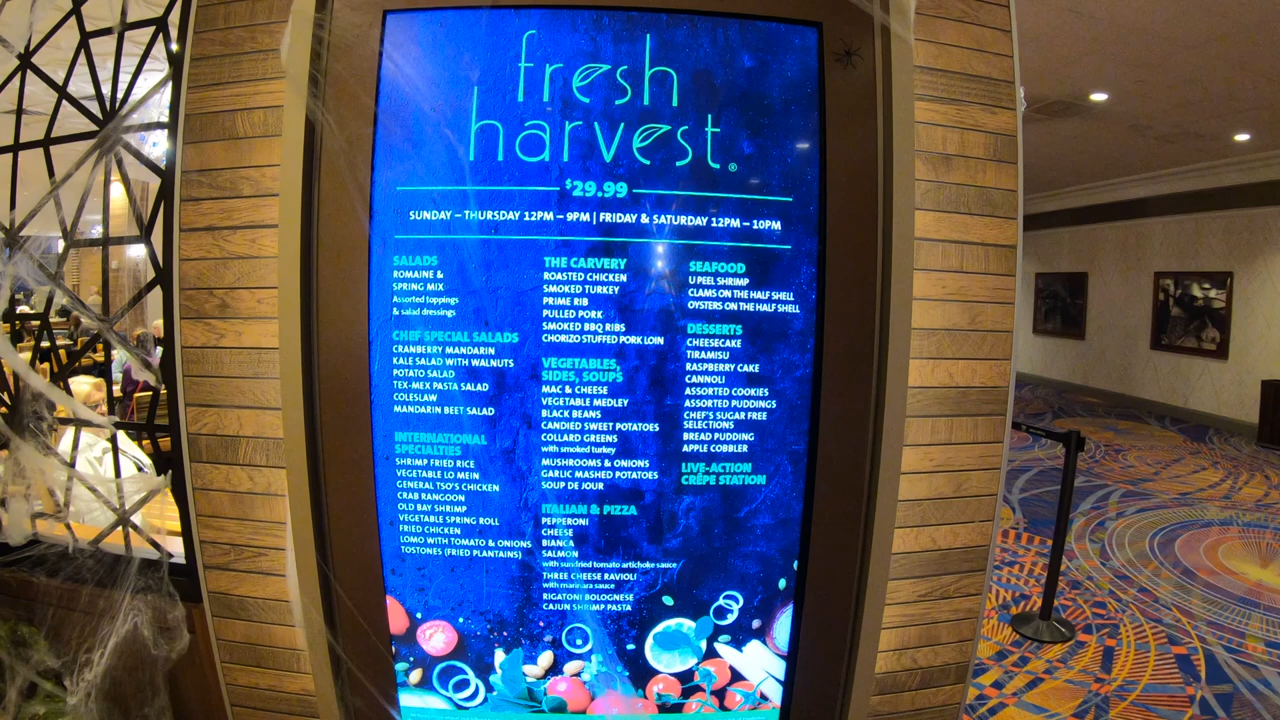 fresh
harvest®
$29.99
SUNDAY – THURSDAY 12PM – 9PM | FRIDAY & SATURDAY 12PM – 10PM
SALADS
ROMAINE &
SPRING MIX
Assorted toppings
& salad dressings
CHEF SPECIAL SALADS
CRANBERRY MANDARIN
KALE SALAD WITH WALNUTS
POTATO SALAD
TEX-MEX PASTA SALAD
COLESLAW
MANDARIN BEET SALAD
INTERNATIONAL
SPECIALTIES
SHRIMP FRIED RICE
VEGETABLE LO MEIN
GENERAL TSO'S CHICKEN
CRAB RANGOON
OLD BAY SHRIMP
VEGETABLE SPRING ROLL
FRIED CHICKEN
LOMO WITH TOMATO & ONIONS
TOSTONES (FRIED PLANTAINS)
THE CARVERY
ROASTED CHICKEN
SMOKED TURKEY
PRIME RIB
PULLED PORK
SMOKED BBQ RIBS
CHORIZO STUFFED PORK LOIN
VEGETABLES,
SIDES, SOUPS
MAC & CHEESE
VEGETABLE MEDLEY
BLACK BEANS
CANDIED SWEET POTATOES
COLLARD GREENS
with smoked turkey
MUSHROOMS & ONIONS
GARLIC MASHED POTATOES
SOUP DE JOUR
ITALIAN & PIZZA
PEPPERONI
CHEESE
BIANCA
SALMON
with sundried tomato artichoke sauce
THREE CHEESE RAVIOLI
with marinara sauce
RIGATONI BOLOGNESE
CAJUN SHRIMP PASTA
SEAFOOD
U PEEL SHRIMP
CLAMS ON THE HALF SHELL
OYSTERS ON THE HALF SHELL
DESSERTS
CHEESECAKE
TIRAMISU
RASPBERRY CAKE
CANNOLI
ASSORTED COOKIES
ASSORTED PUDDINGS
CHEF'S SUGAR FREE
SELECTIONS
BREAD PUDDING
APPLE COBBLER
LIVE-ACTION
CRÊPE STATION